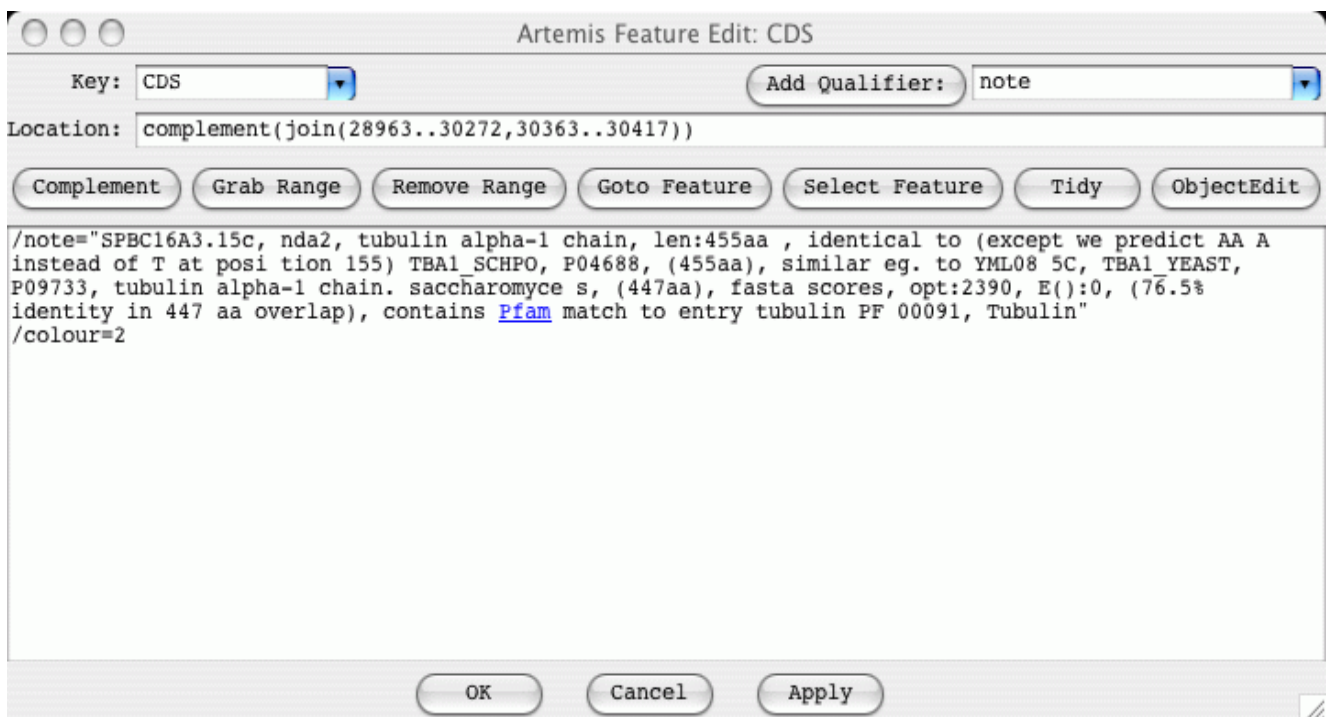 Artemis Feature Edit: CDS
Key: CDS Add Qualifier: note
Location: complement(join(28963..30272,30363..30417))
Complement Grab Range Remove Range Goto Feature Select Feature Tidy ObjectEdit
/note="SPBC16A3.15c, nda2, tubulin alpha-1 chain, len:455aa , identical to (except we predict AA A
instead of T at posi tion 155) TBA1_SCHPO, P04688, (455aa), similar eg. to YML08 5C, TBA1_YEAST,
P09733, tubulin alpha-1 chain. saccharomyce s, (447aa), fasta scores, opt:2390, E():0, (76.5%
identity in 447 aa overlap), contains Pfam match to entry tubulin PF 00091, Tubulin"
/colour=2
OK Cancel Apply